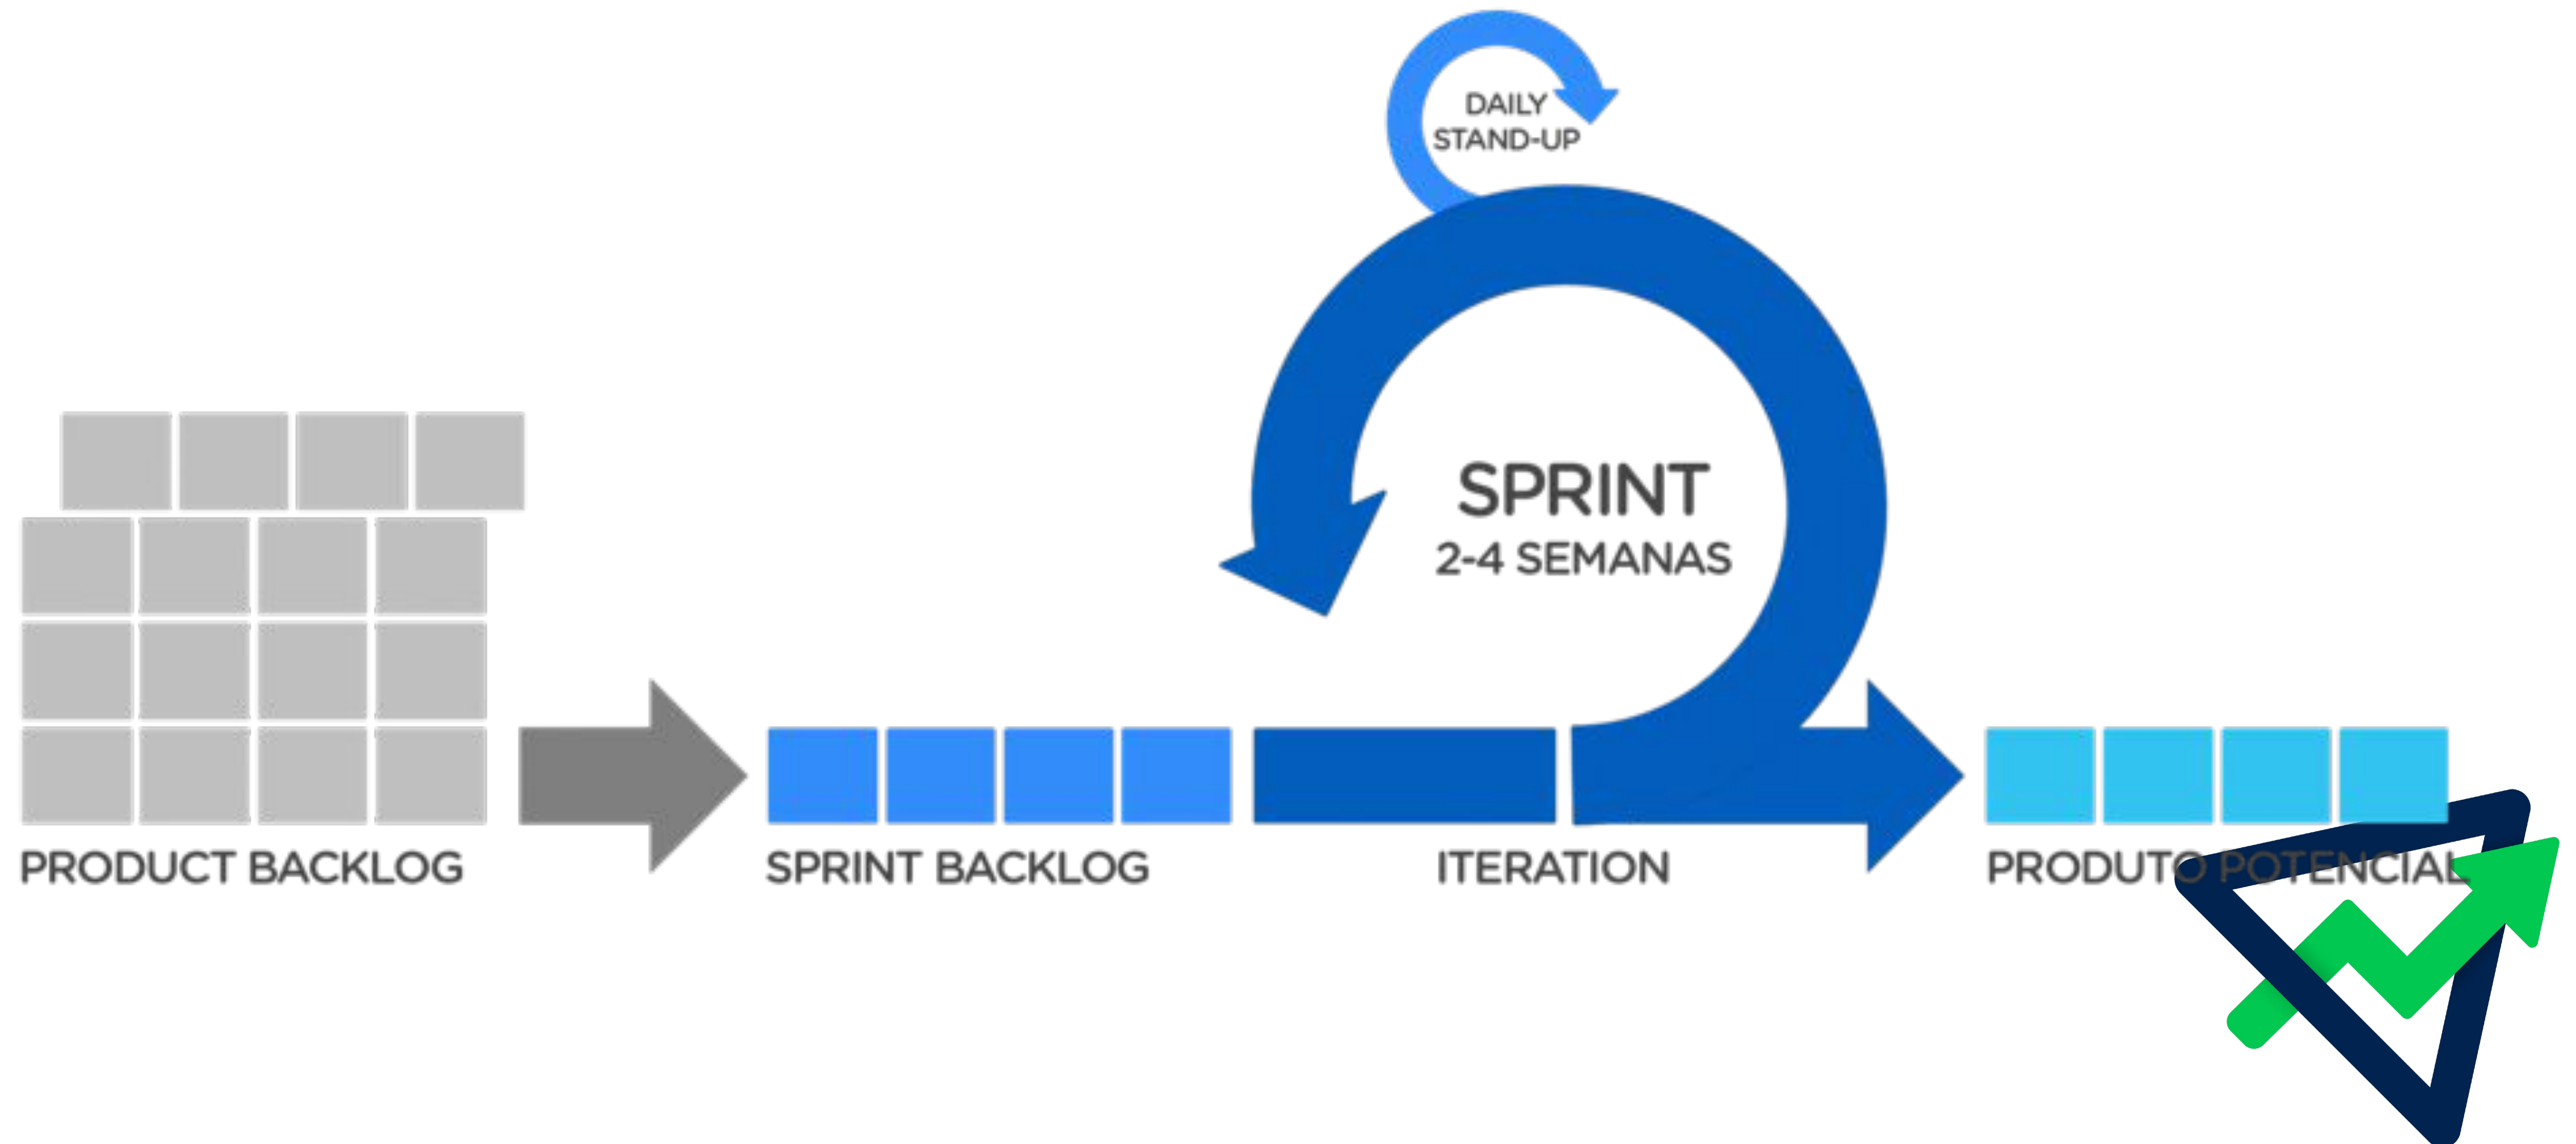 DAILY
STAND-UP
SPRINT
2-4 SEMANAS
PRODUCT BACKLOG
SPRINT BACKLOG
ITERATION
PRODUTO POTENCIAL